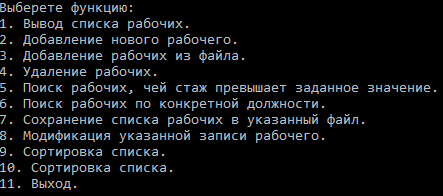 Выберете функцию:
1. Вывод списка рабочих.
2. Добавление нового рабочего.
3. Добавление рабочих из файла.
4. Удаление рабочих.
5. Поиск рабочих, чей стаж превышает заданное значение.
6. Поиск рабочих по конкретной должности.
7. Сохранение списка рабочих в указанный файл.
8. Модификация указанной записи рабочего.
9. Сортировка списка.
10. Сортировка списка.
11. Выход.